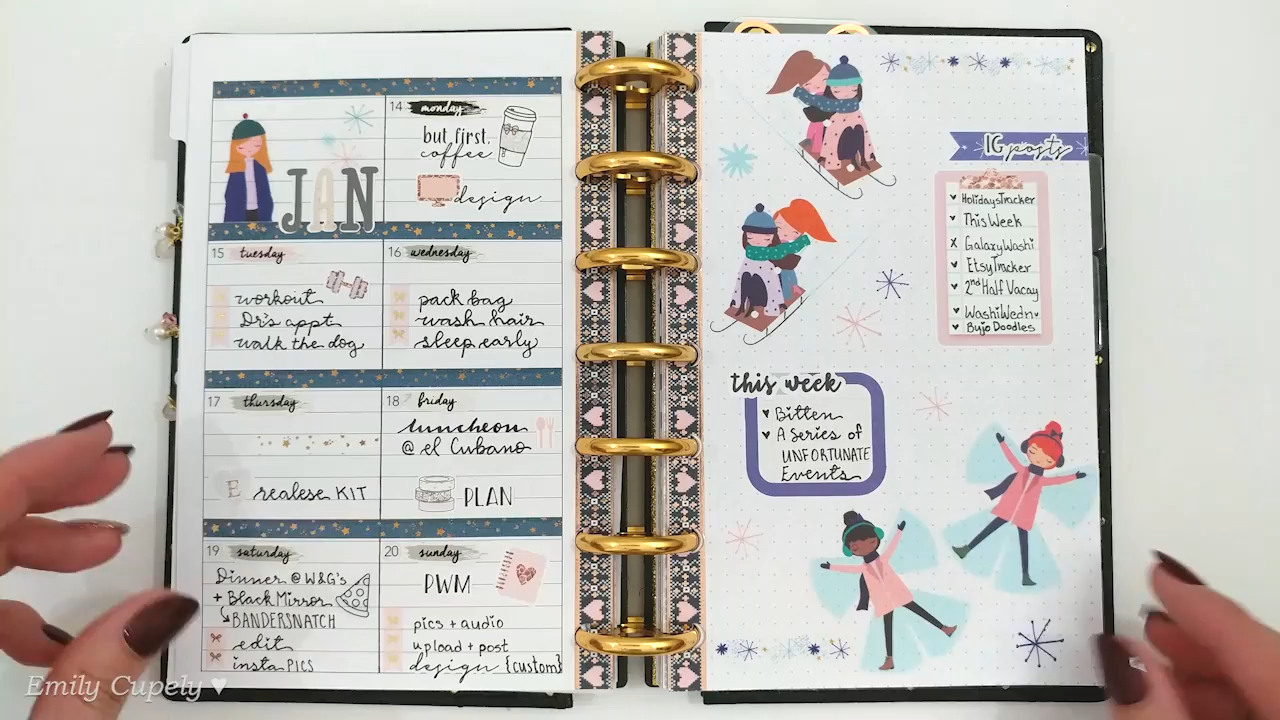 JAN
14 monday
but first,
coffee
design
15 tuesday
workout
Dr's appt
walk the dog
16 wednesday
pack bag
wash hair
sleep early
17 thursday
E realese KIT
18 friday
luncheon
@ el Cubano
PLAN
19 saturday
Dinner @ W&G's
+ Black Mirror
BANDERSNATCH
edit
insta PICS
20 sunday
PWM
pics + audio
upload + post
design {custom}
IG posts
HolidaysTracker
This Week
X GalaxyWashi
EtsyTracker
2nd Half Vacay
WashiWedn
Bujo Doodles
this week
Bitten
A Series of
UNFORTUNATE
Events
Emily Cupely ♥